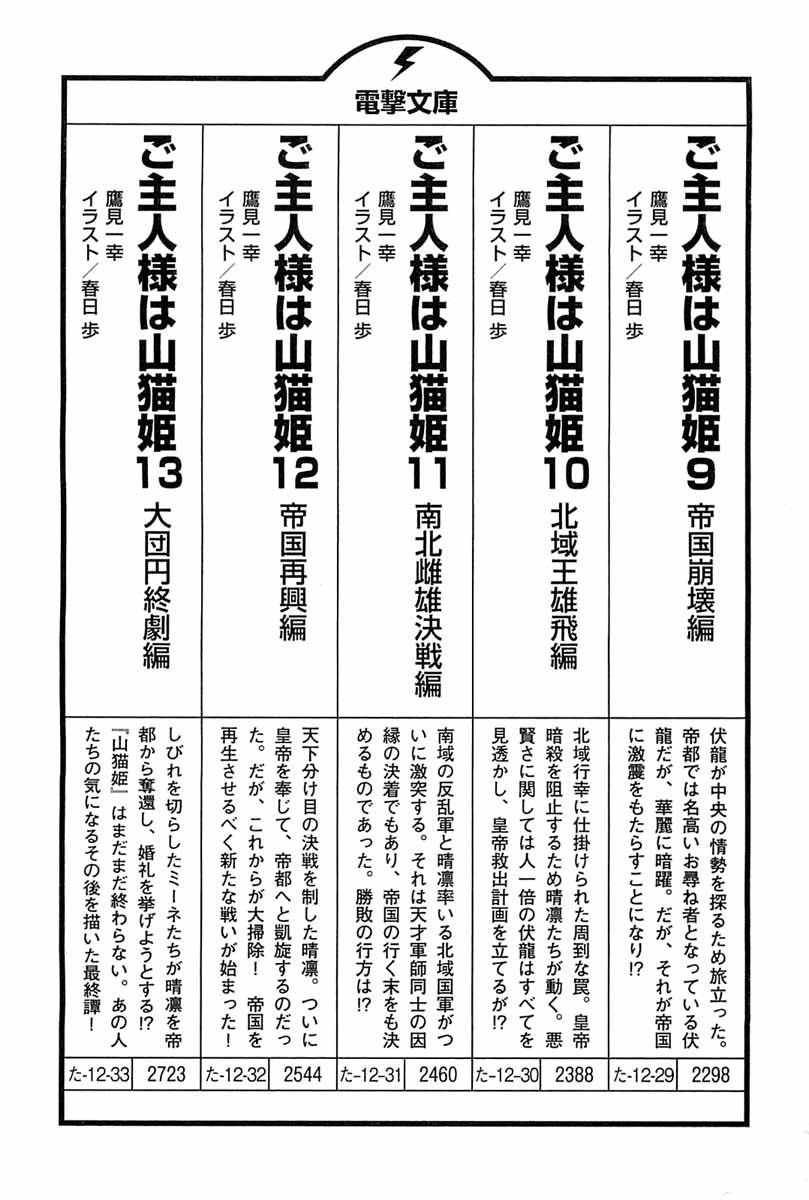 電撃文庫
ご主人様は山猫姫9 帝国崩壊編
鷹見一幸
イラスト/春日 歩
伏龍が中央の情勢を探るため旅立った。
帝都では名高いお尋ね者となっている伏
龍だが、華麗に暗躍。だが、それが帝国
に激震をもたらすことになり!?
た-12-29 2298
ご主人様は山猫姫10 北域王雄飛編
鷹見一幸
イラスト/春日 歩
北域行幸に仕掛けられた周到な罠。皇帝
暗殺を阻止するため晴凛たちが動く。悪
賢さに関しては人一倍の伏龍はすべてを
見透かし、皇帝救出計画を立てるが!?
た-12-30 2388
ご主人様は山猫姫11 南北雌雄決戦編
鷹見一幸
イラスト/春日 歩
南域の反乱軍と晴凛率いる北域国軍がつ
いに激突する。それは天才軍師同士の因
縁の決着でもあり、帝国の行く末をも決
めるものであった。勝敗の行方は!?
た-12-31 2460
ご主人様は山猫姫12 帝国再興編
鷹見一幸
イラスト/春日 歩
天下分け目の決戦を制した晴凛。ついに
皇帝を奉じて、帝都へと凱旋するのだっ
た。だが、これからが大掃除! 帝国を
再生させるべく新たな戦いが始まった!
た-12-32 2544
ご主人様は山猫姫13 大団円終劇編
鷹見一幸
イラスト/春日 歩
しびれを切らしたミーネたちが晴凛を帝
都から奪還し、婚礼を挙げようとする!?
『山猫姫』はまだまだ終わらない。あの人
たちの気になるその後を描いた最終譚!
た-12-33 2723